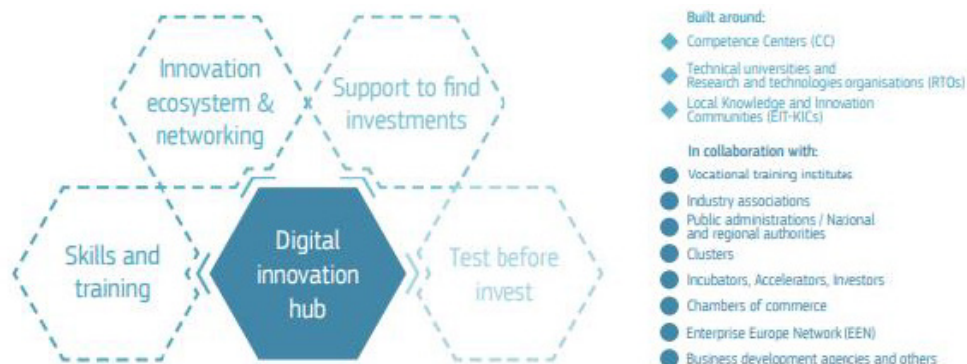 Innovation
ecosystem &
networking
Support to find
investments
Skills and
training
Digital
innovation
hub
Test before
invest
Built around:
Competence Centers (CC)
Technical universities and
Research and technologies organisations (RTOs)
Local Knowledge and Innovation
Communities (EIT-KICs)
In collaboration with:
Vocational training institutes
Industry associations
Public administrations / National
and regional authorities
Clusters
Incubators, Accelerators, Investors
Chambers of commerce
Enterprise Europe Network (EEN)
Business development agencies and others